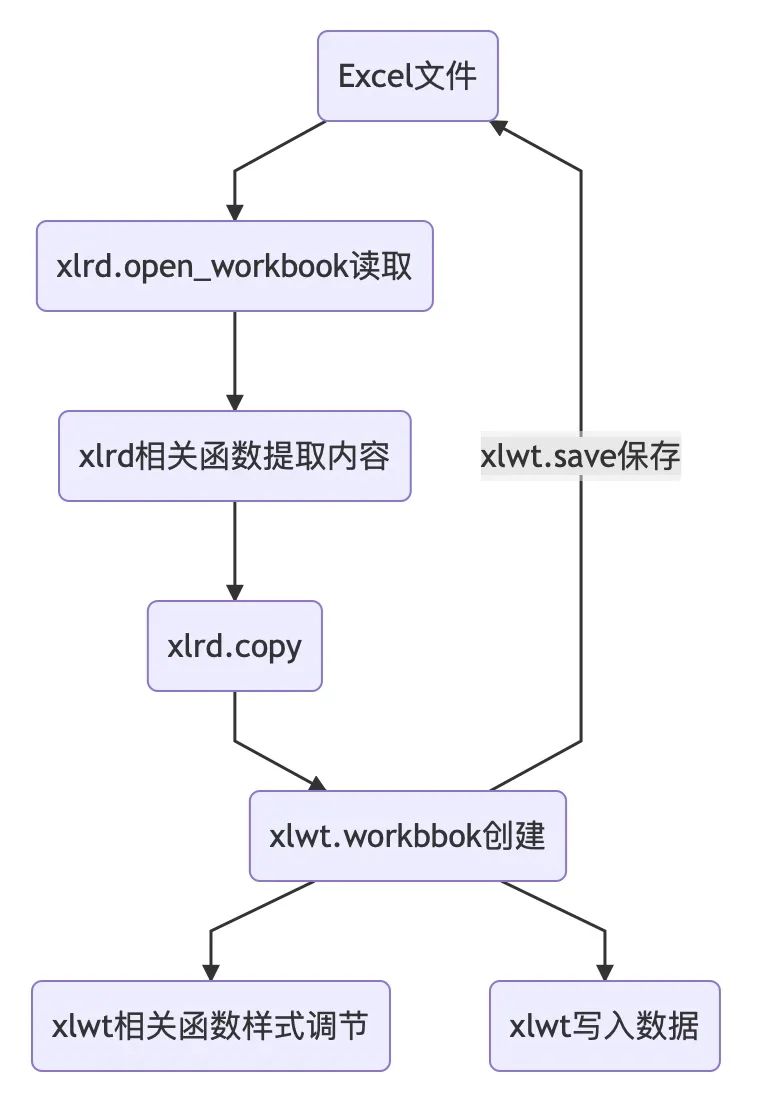 Excel文件
xlrd.open_workbook读取
xlrd相关函数提取内容
xlwt.save保存
xlrd.copy
xlwt.workbbok创建
xlwt相关函数样式调节
xlwt写入数据